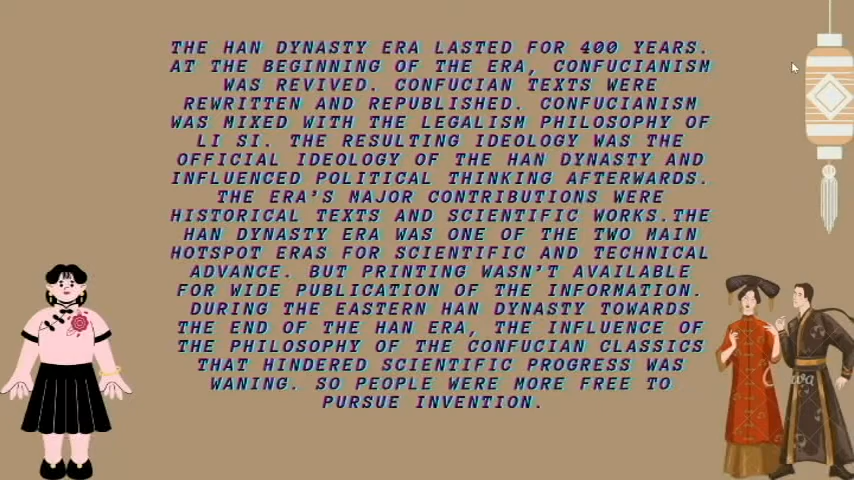 THE HAN DYNASTY ERA LASTED FOR 400 YEARS.
AT THE BEGINNING OF THE ERA, CONFUCIANISM
WAS REVIVED. CONFUCIAN TEXTS WERE
REWRITTEN AND REPUBLISHED. CONFUCIANISM
WAS MIXED WITH THE LEGALISM PHILOSOPHY OF
LI SI. THE RESULTING IDEOLOGY WAS THE
OFFICIAL IDEOLOGY OF THE HAN DYNASTY AND
INFLUENCED POLITICAL THINKING AFTERWARDS.
THE ERA'S MAJOR CONTRIBUTIONS WERE
HISTORICAL TEXTS AND SCIENTIFIC WORKS.THE
HAN DYNASTY ERA WAS ONE OF THE TWO MAIN
HOTSPOT ERAS FOR SCIENTIFIC AND TECHNICAL
ADVANCE. BUT PRINTING WASN'T AVAILABLE
FOR WIDE PUBLICATION OF THE INFORMATION.
DURING THE EASTERN HAN DYNASTY TOWARDS
THE END OF THE HAN ERA, THE INFLUENCE OF
THE PHILOSOPHY OF THE CONFUCIAN CLASSICS
THAT HINDERED SCIENTIFIC PROGRESS WAS
WANING. SO PEOPLE WERE MORE FREE TO
PURSUE INVENTION.